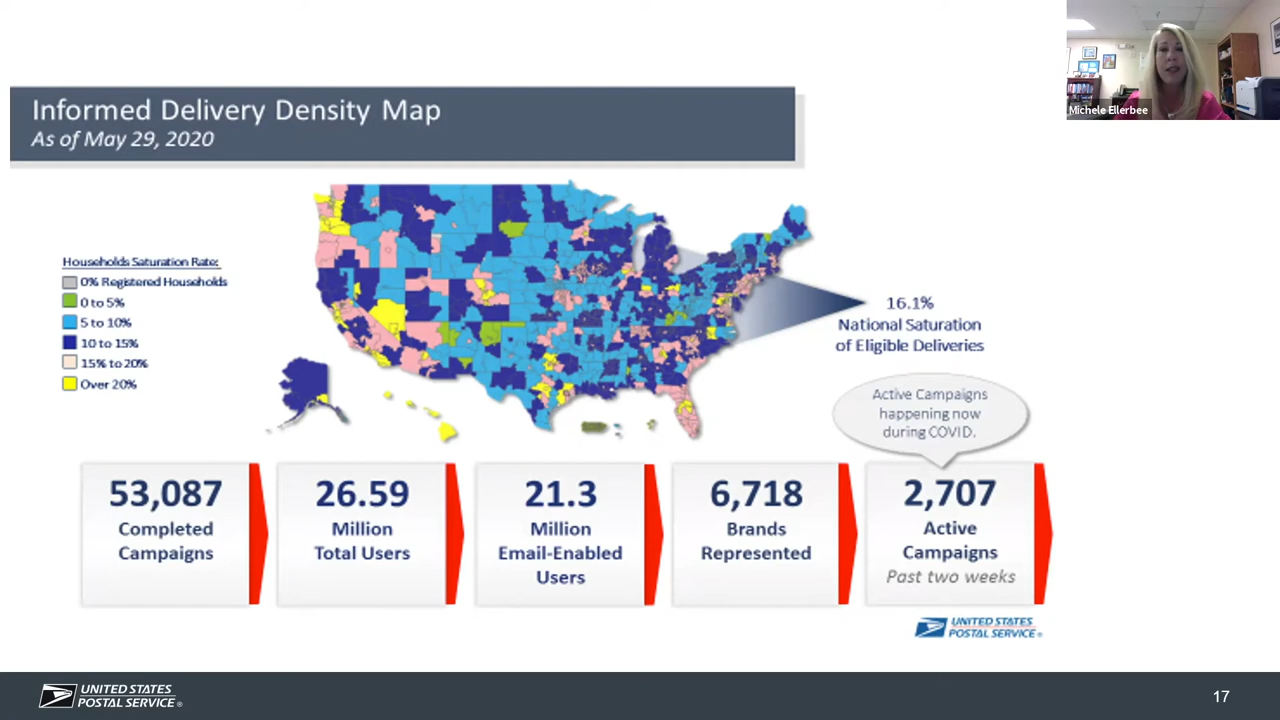 Michele Ellerbee
Informed Delivery Density Map
As of May 29, 2020
Households Saturation Rate:
0% Registered Households
0 to 5%
5 to 10%
10 to 15%
15% to 20%
Over 20%
16.1%
National Saturation
of Eligible Deliveries
Active Campaigns
happening now
during COVID.
53,087
Completed
Campaigns
26.59
Million
Total Users
21.3
Million
Email-Enabled
Users
6,718
Brands
Represented
2,707
Active
Campaigns
Past two weeks
UNITED STATES
POSTAL SERVICE®
UNITED STATES
POSTAL SERVICE®
17